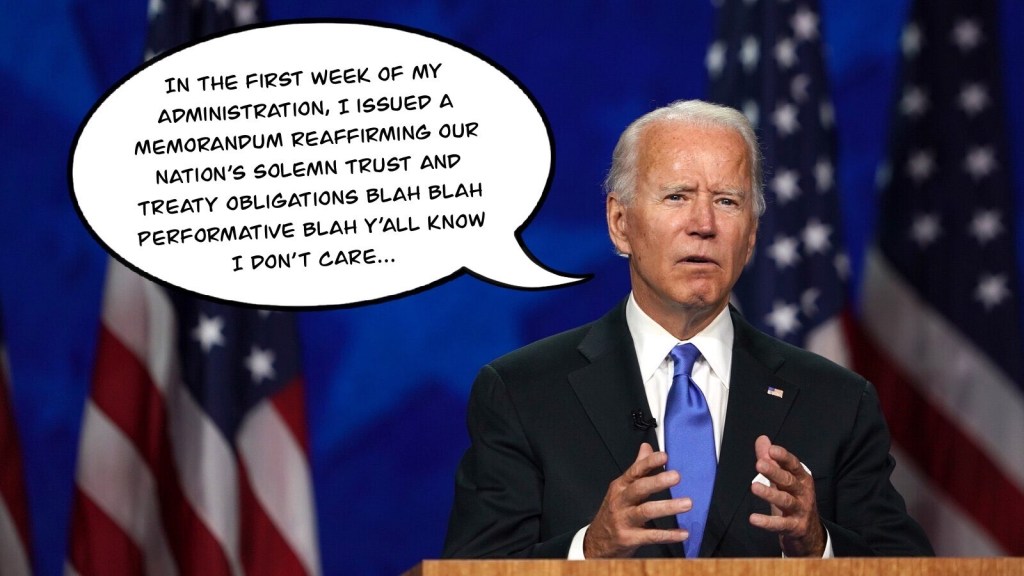 IN THE FIRST WEEK OF MY
ADMINISTRATION, I ISSUED A
MEMORANDUM REAFFIRMING OUR
NATION'S SOLEMN TRUST AND
TREATY OBLIGATIONS BLAH BLAH
PERFORMATIVE BLAH Y'ALL KNOW
I DON'T CARE...